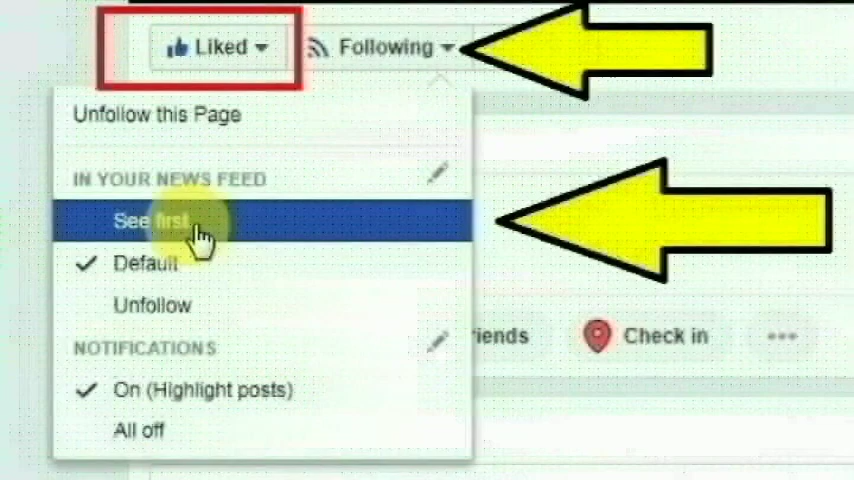 Liked Following
Unfollow this Page
IN YOUR NEWS FEED
See first
Default
Unfollow
riends Check in
NOTIFICATIONS
On (Highlight posts)
All off